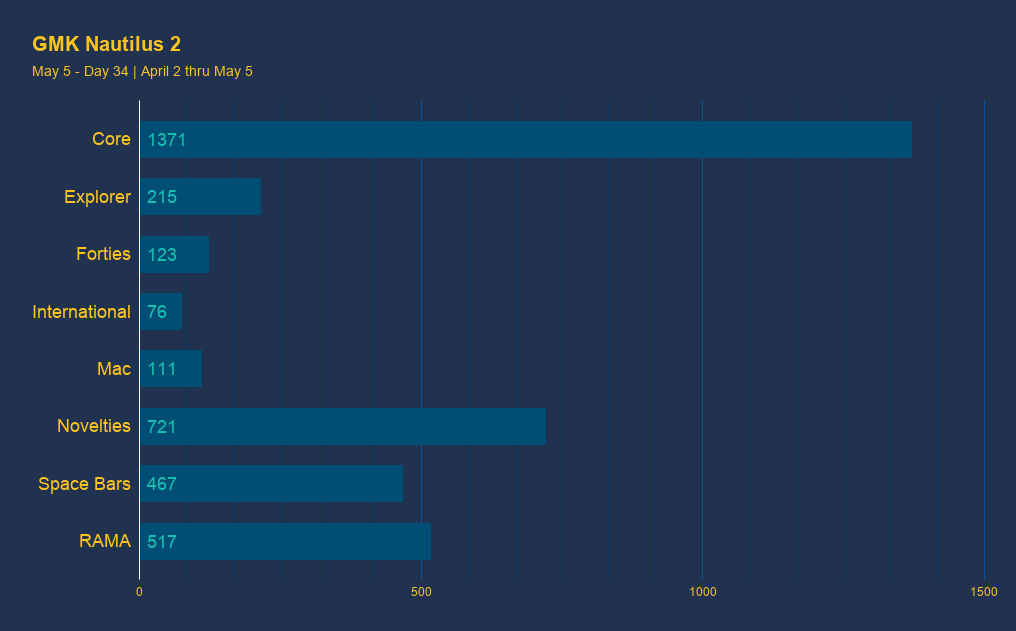 GMK Nautilus 2
May 5 - Day 34 | April 2 thru May 5
Core 1371
Explorer 215
Forties 123
International 76
Mac 111
Novelties 721
Space Bars 467
RAMA 517
0 500 1000 1500